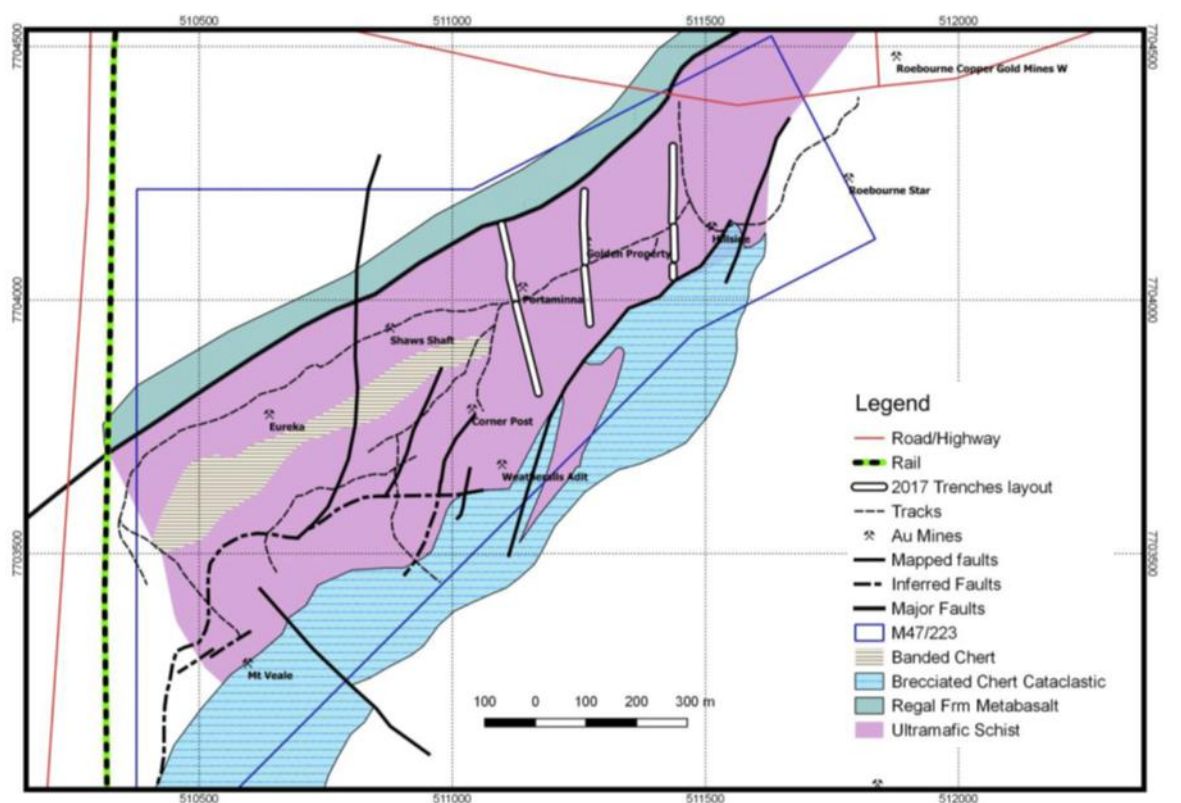 510500
511000
511500
512000
7704500
7704500
Roebourne Copper Gold Mines W
Roebourne Star
Hillside
Golden Property
7704000
Portaminna
7704000
Shaws Shaft
Eureka
Corner Post
Weatheralls Adit
7703500
7703500
Mt Veale
100 0 100 200 300 m
Legend
Road/Highway
Rail
2017 Trenches layout
Tracks
Au Mines
Mapped faults
Inferred Faults
Major Faults
M47/223
Banded Chert
Brecciated Chert Cataclastic
Regal Frm Metabasalt
Ultramafic Schist
510500
511000
511500
512000